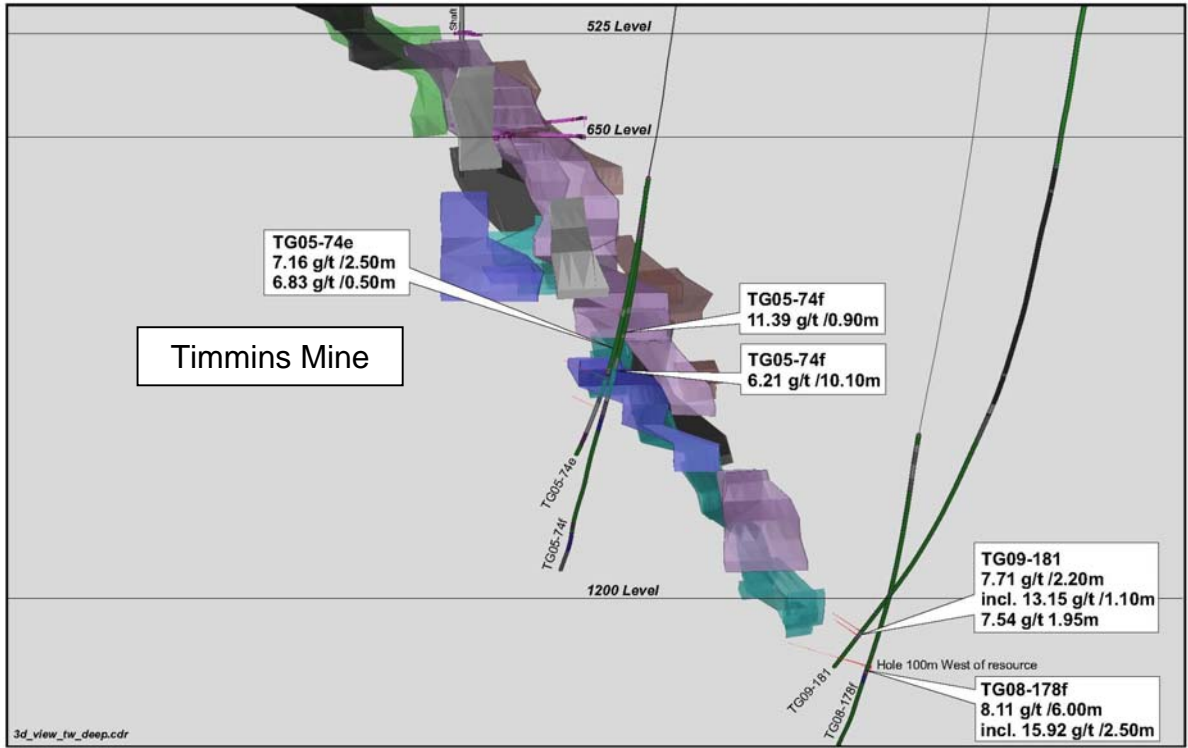 Shaft
525 Level
650 Level
TG05-74e
7.16 g/t /2.50m
6.83 g/t /0.50m
TG05-74f
11.39 g/t /0.90m
Timmins Mine
TG05-74f
6.21 g/t /10.10m
TG05-74e
TG05-74f
1200 Level
TG09-181
7.71 g/t /2.20m
incl. 13.15 g/t /1.10m
7.54 g/t 1.95m
Hole 100m West of resource
TG09-181
TG08-178f
TG08-178f
8.11 g/t /6.00m
incl. 15.92 g/t /2.50m
3d_view_tw_deep.cdr